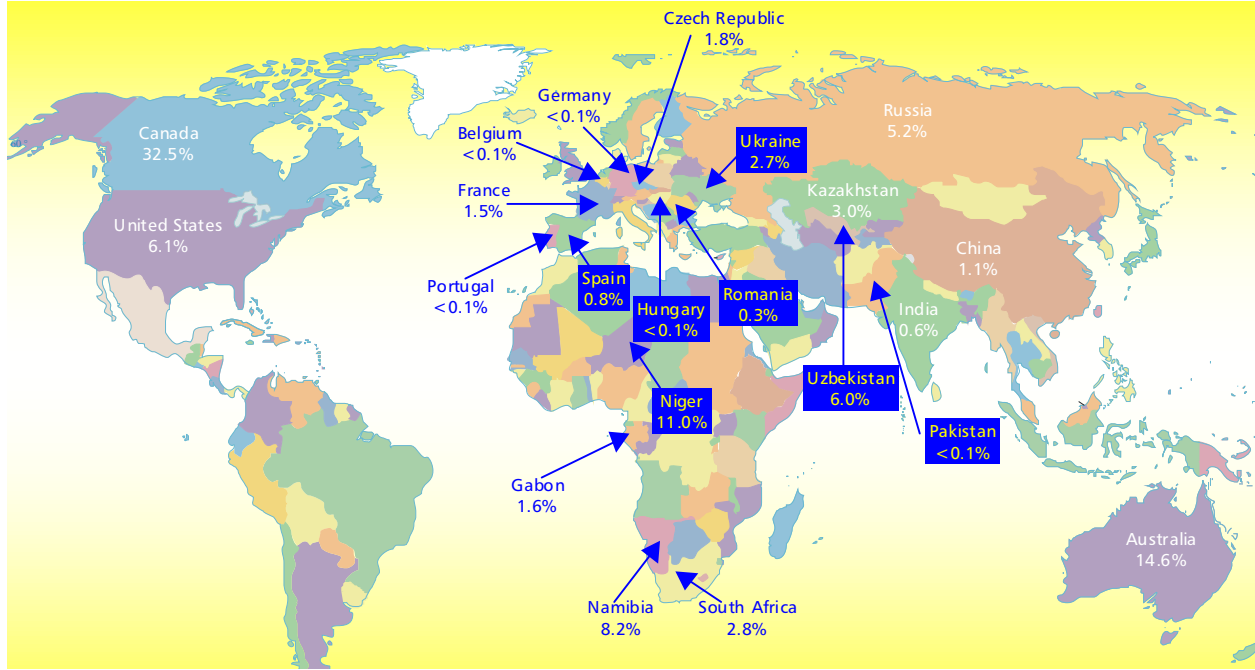 Czech Republic
1.8%
Germany
<0.1%
Belgium
<0.1%
France
1.5%
Portugal
<0.1%
Canada
32.5%
United States
6.1%
Russia
5.2%
Ukraine
2.7%
Kazakhstan
3.0%
China
1.1%
India
0.6%
Spain
0.8%
Hungary
<0.1%
Romania
0.3%
Uzbekistan
6.0%
Pakistan
<0.1%
Niger
11.0%
Gabon
1.6%
Namibia
8.2%
South Africa
2.8%
Australia
14.6%